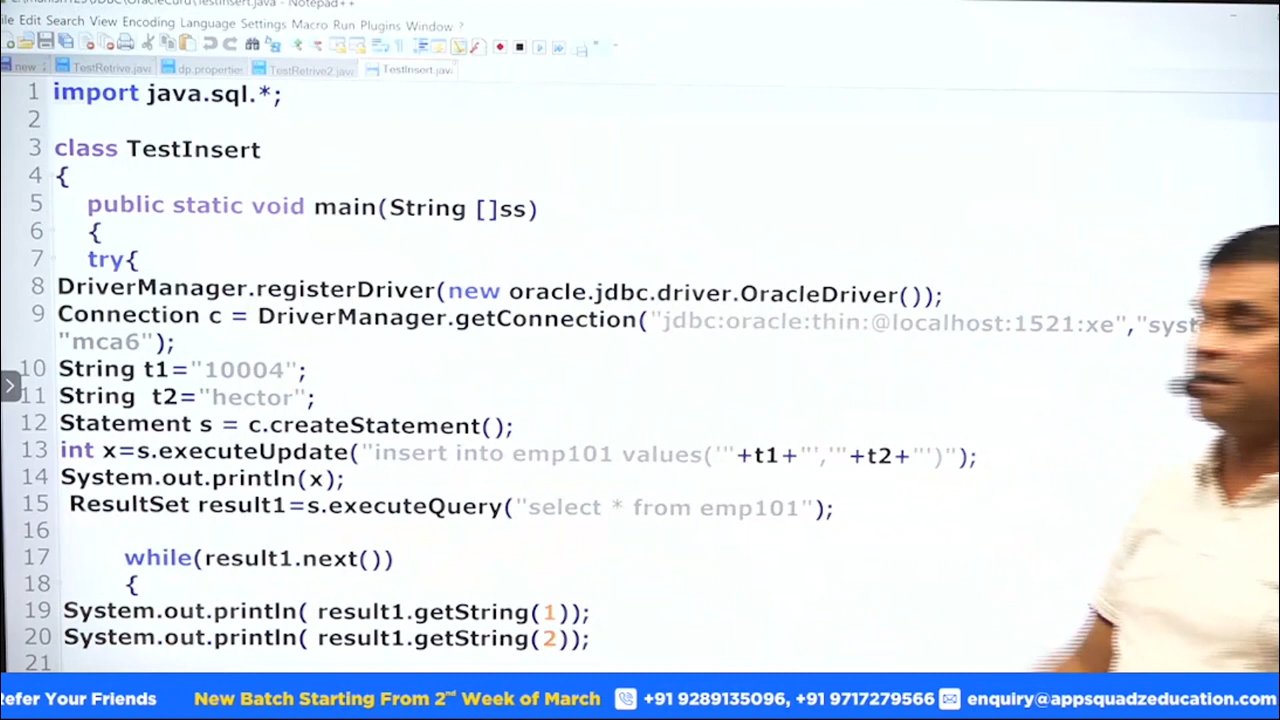 TestInsert.java - Notepad++
File Edit Search View Encoding Language Settings Macro Run Plugins Window ?
new TestRetrive.java dp.properties TestRetrive2.java TestInsert.java
1 import java.sql.*;
2
3 class TestInsert
4 {
5 public static void main(String []ss)
6 {
7 try{
8 DriverManager.registerDriver(new oracle.jdbc.driver.OracleDriver());
9 Connection c = DriverManager.getConnection("jdbc:oracle:thin:@localhost:1521:xe","syst
"mca6");
10 String t1="10004";
11 String t2="hector";
12 Statement s = c.createStatement();
13 int x=s.executeUpdate("insert into emp101 values('"+t1+"','"+t2+"')");
14 System.out.println(x);
15 ResultSet result1=s.executeQuery("select * from emp101");
16
17 while(result1.next())
18 {
19 System.out.println( result1.getString(1));
20 System.out.println( result1.getString(2));
21
Refer Your Friends New Batch Starting From 2nd Week of March +91 9289135096, +91 9717279566 enquiry@appsquadzeducation.com